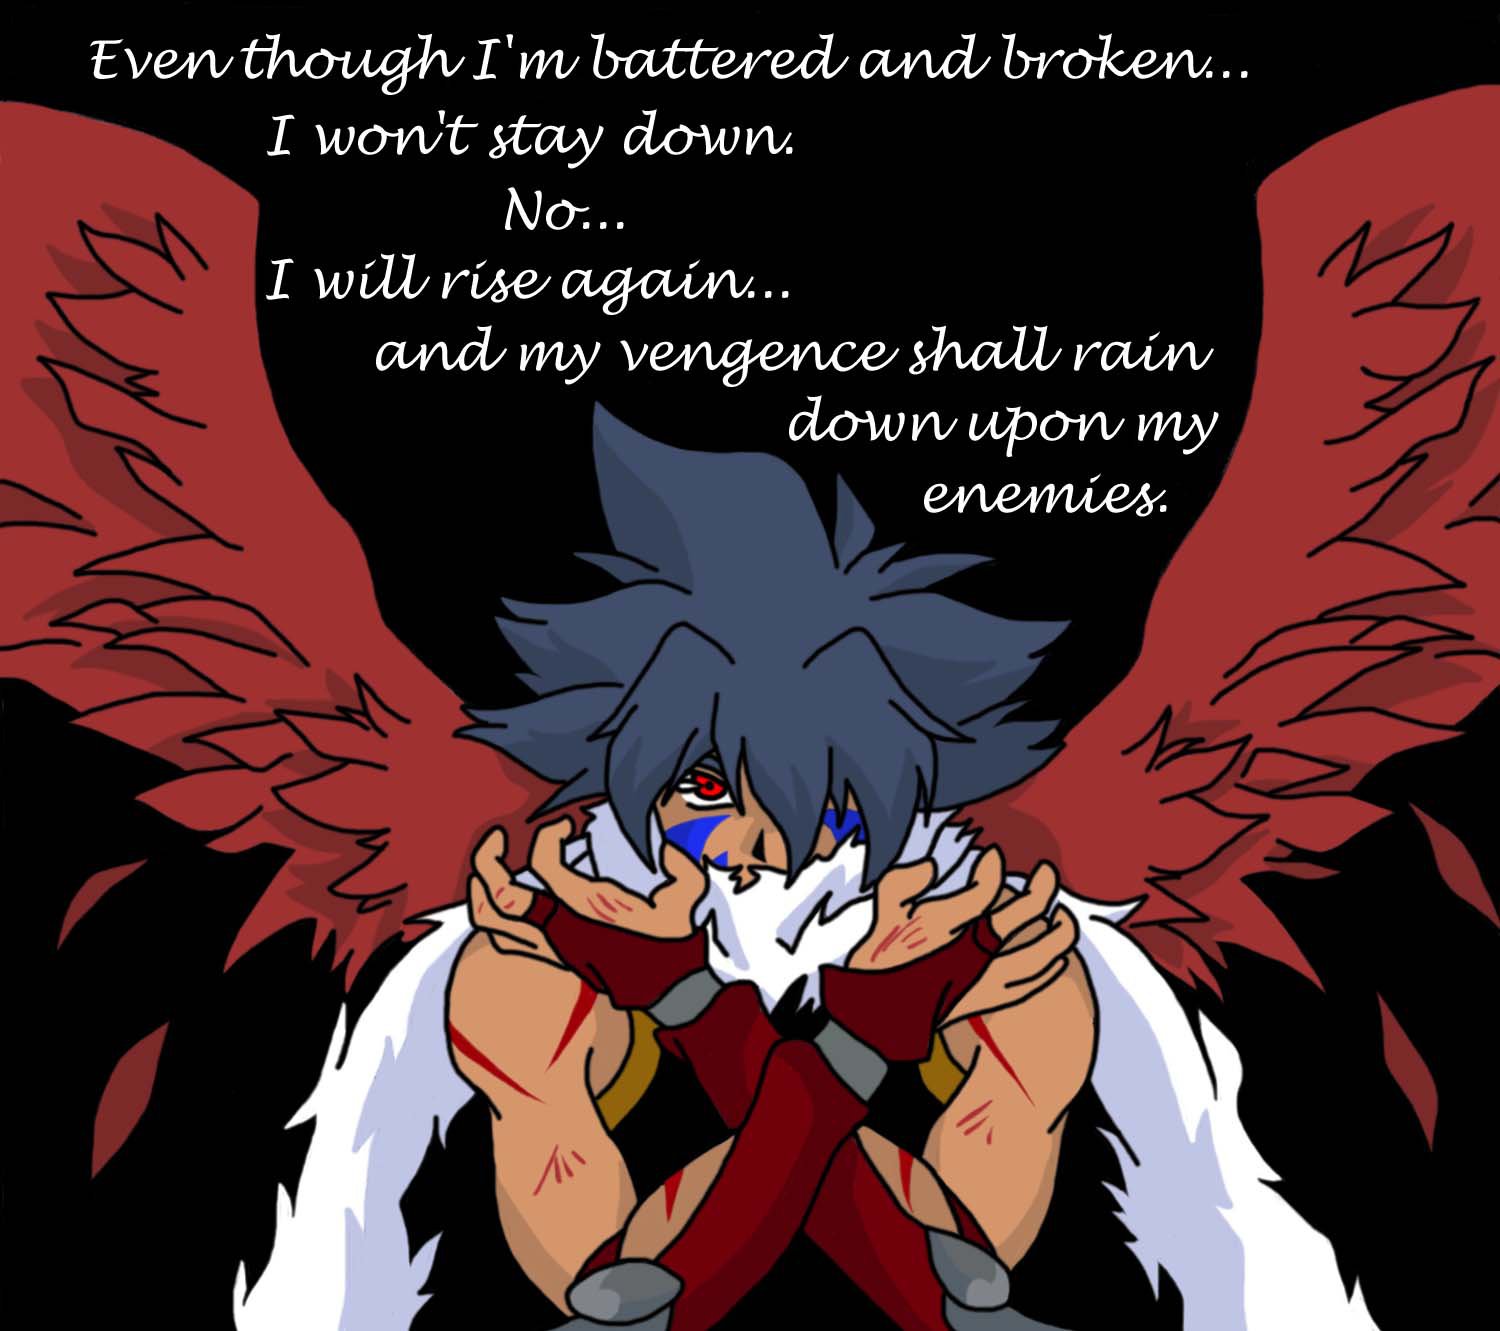 Even though I'm battered and broken...
I won't stay down.
No...
I will rise again...
and my vengence shall rain
down upon my
enemies.